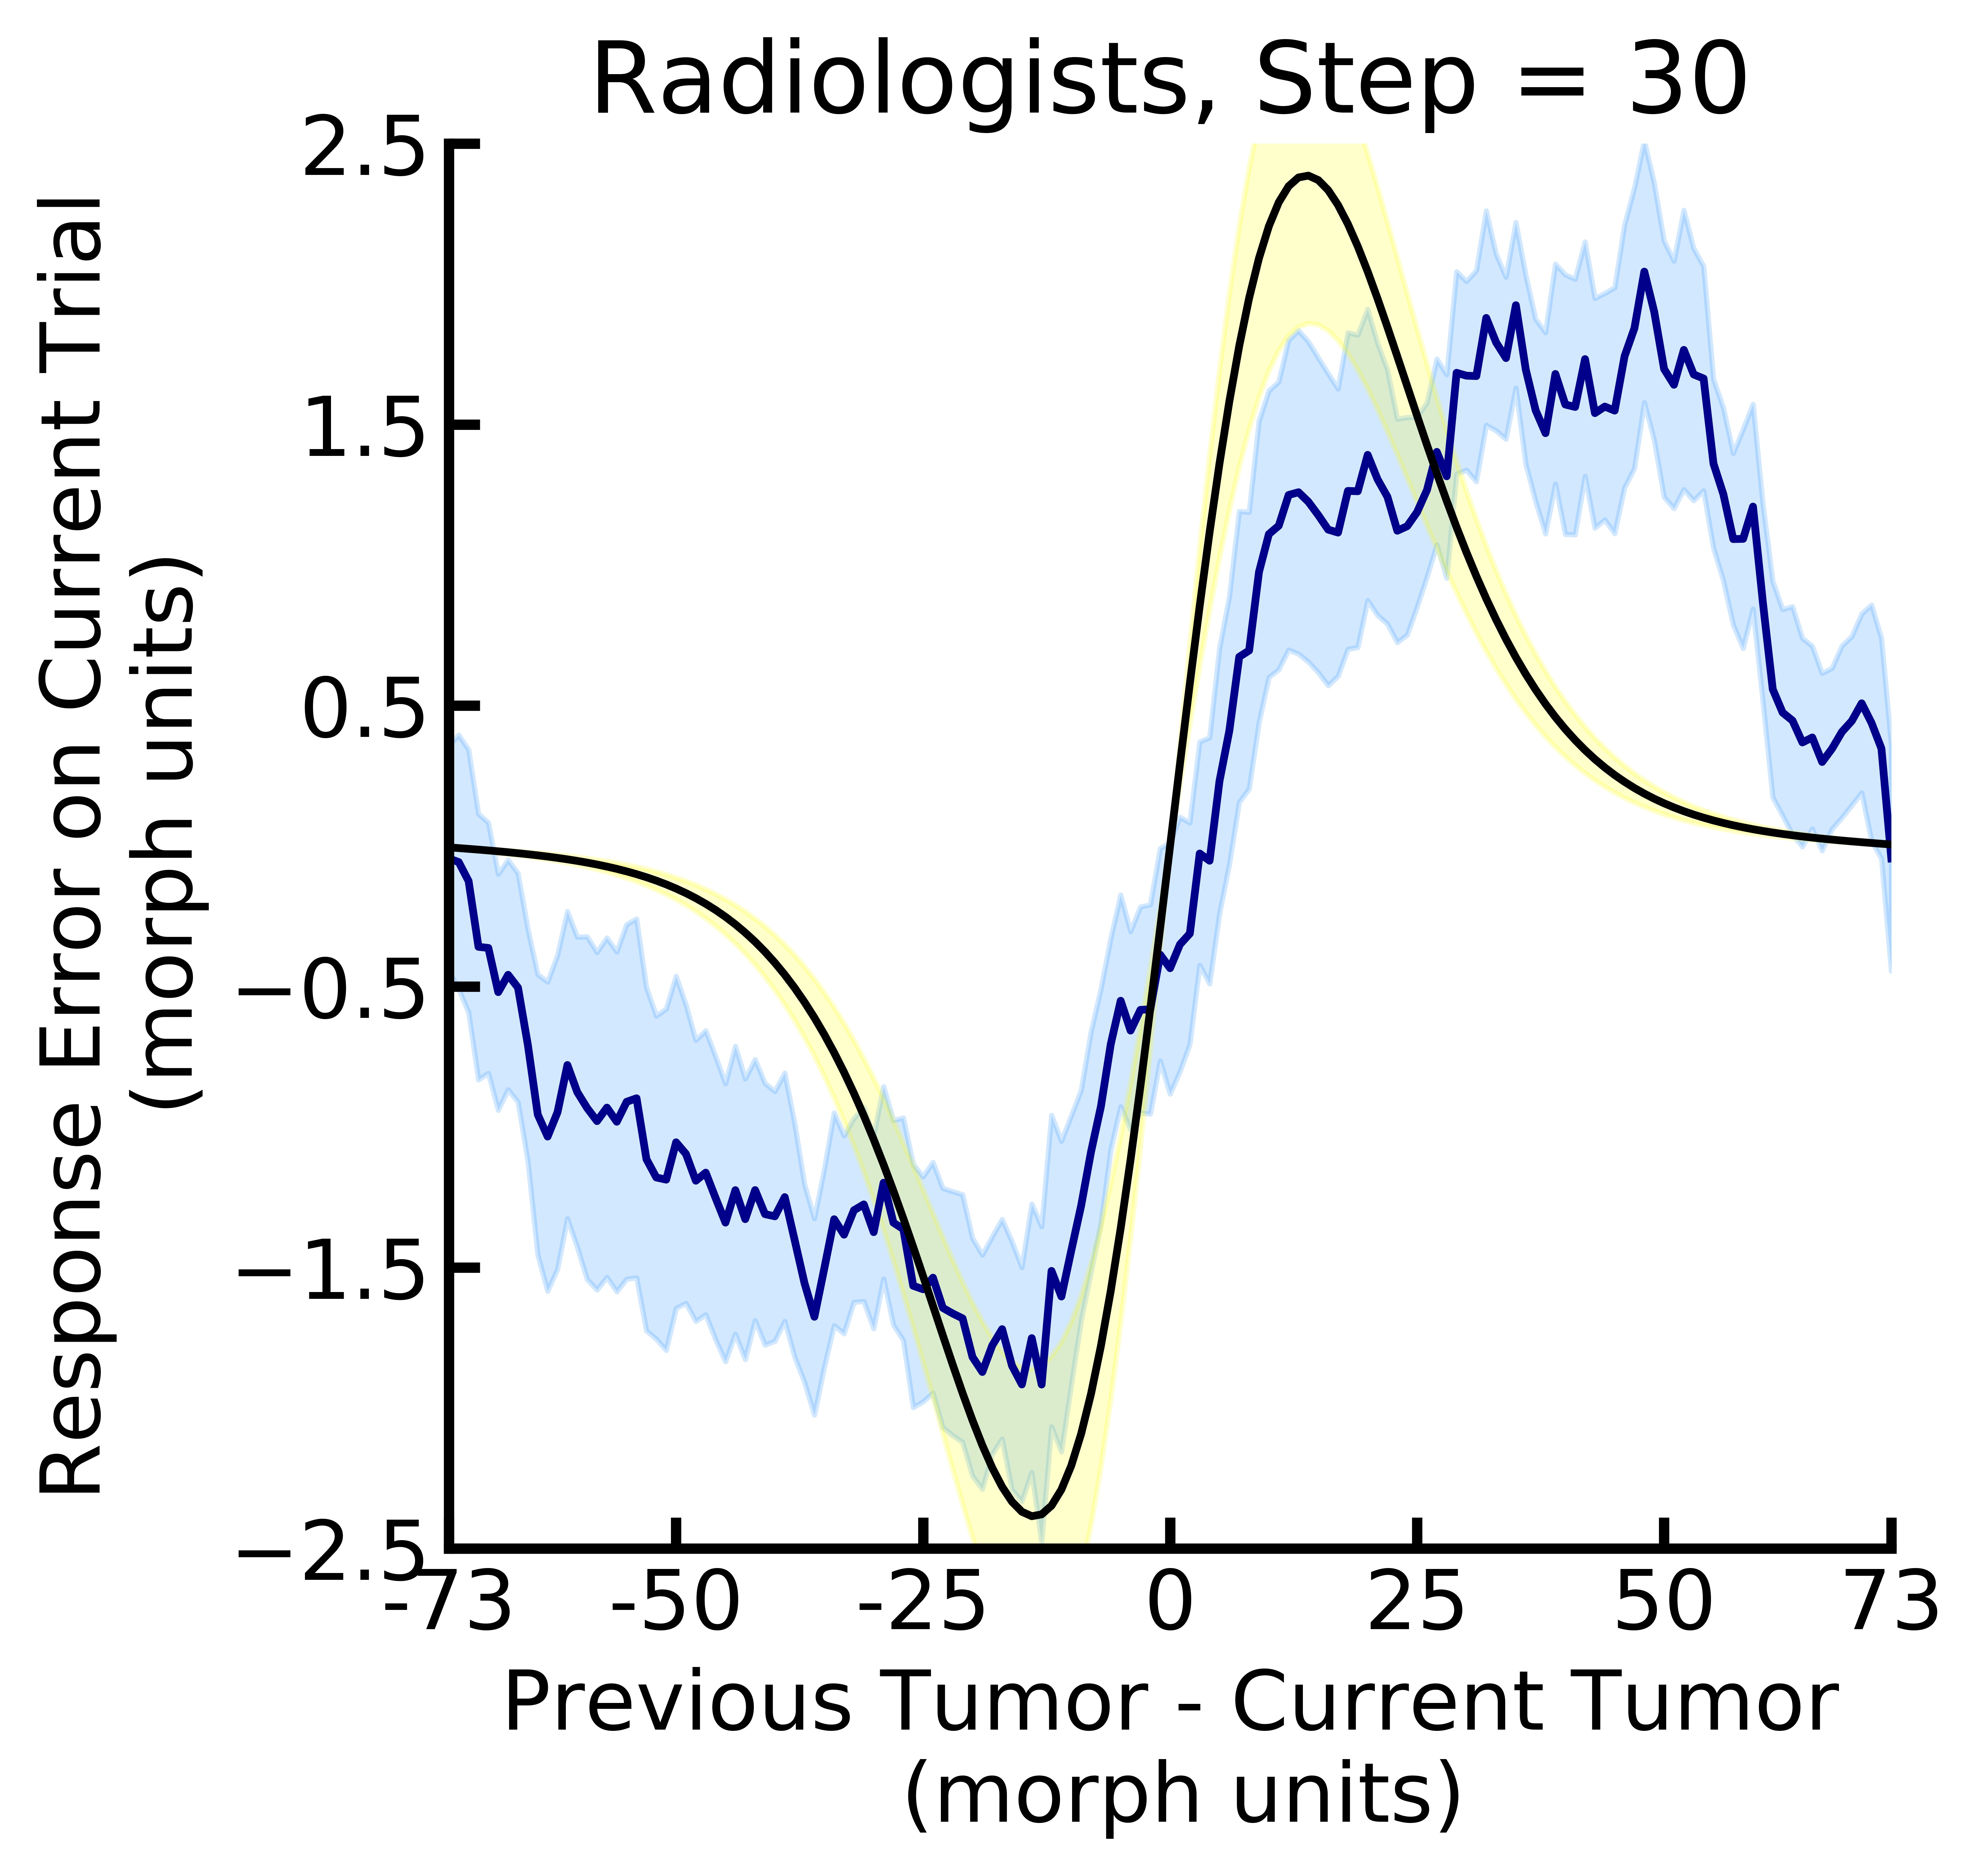 Radiologists, Step = 30
Response Error on Current Trial
(morph units)
2.5
1.5
0.5
−0.5
−1.5
−2.5
-73 -50 -25 0 25 50 73
Previous Tumor - Current Tumor
(morph units)